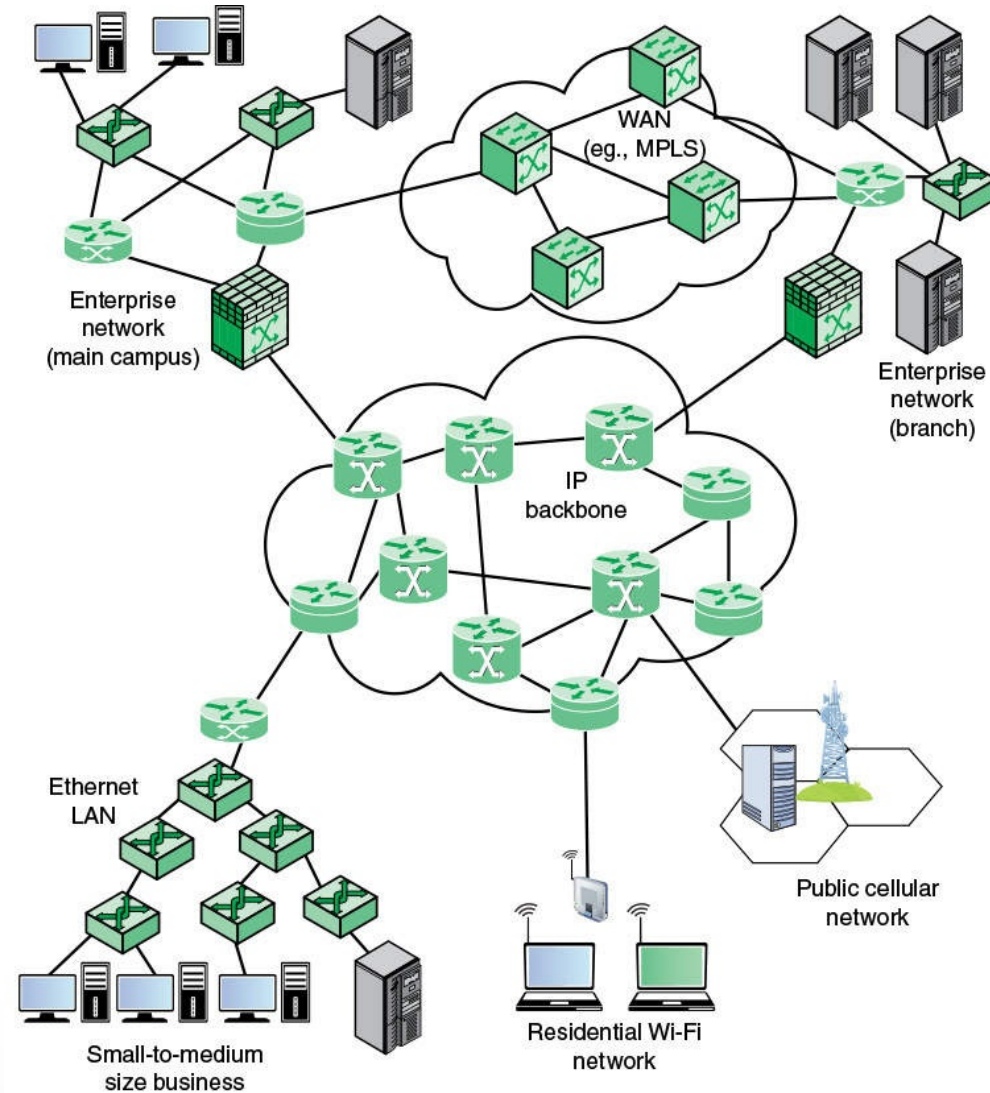 WAN
(eg., MPLS)
Enterprise
network
(main campus)
Enterprise
network
(branch)
IP
backbone
Ethernet
LAN
Public cellular
network
Residential Wi-Fi
network
Small-to-medium
size business